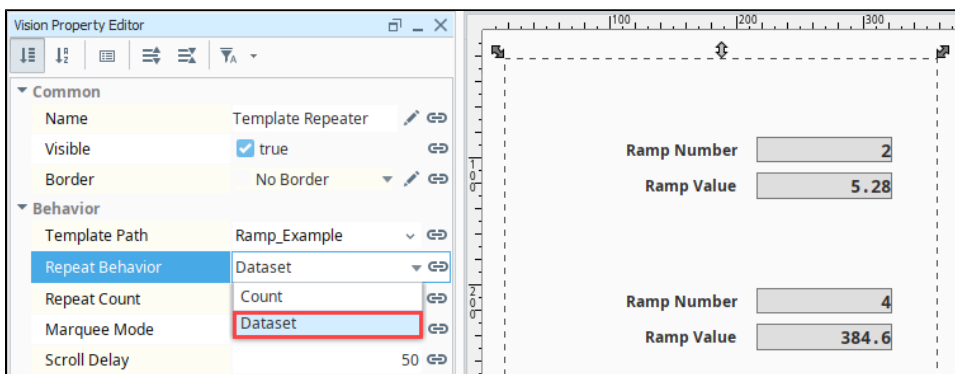 Vision Property Editor
Common
Name Template Repeater
Visible true
Border No Border
Behavior
Template Path Ramp_Example
Repeat Behavior Dataset
Repeat Count Count
Dataset
Marquee Mode
Scroll Delay 50
100 200 300
100
200
Ramp Number 2
Ramp Value 5.28
Ramp Number 4
Ramp Value 384.6